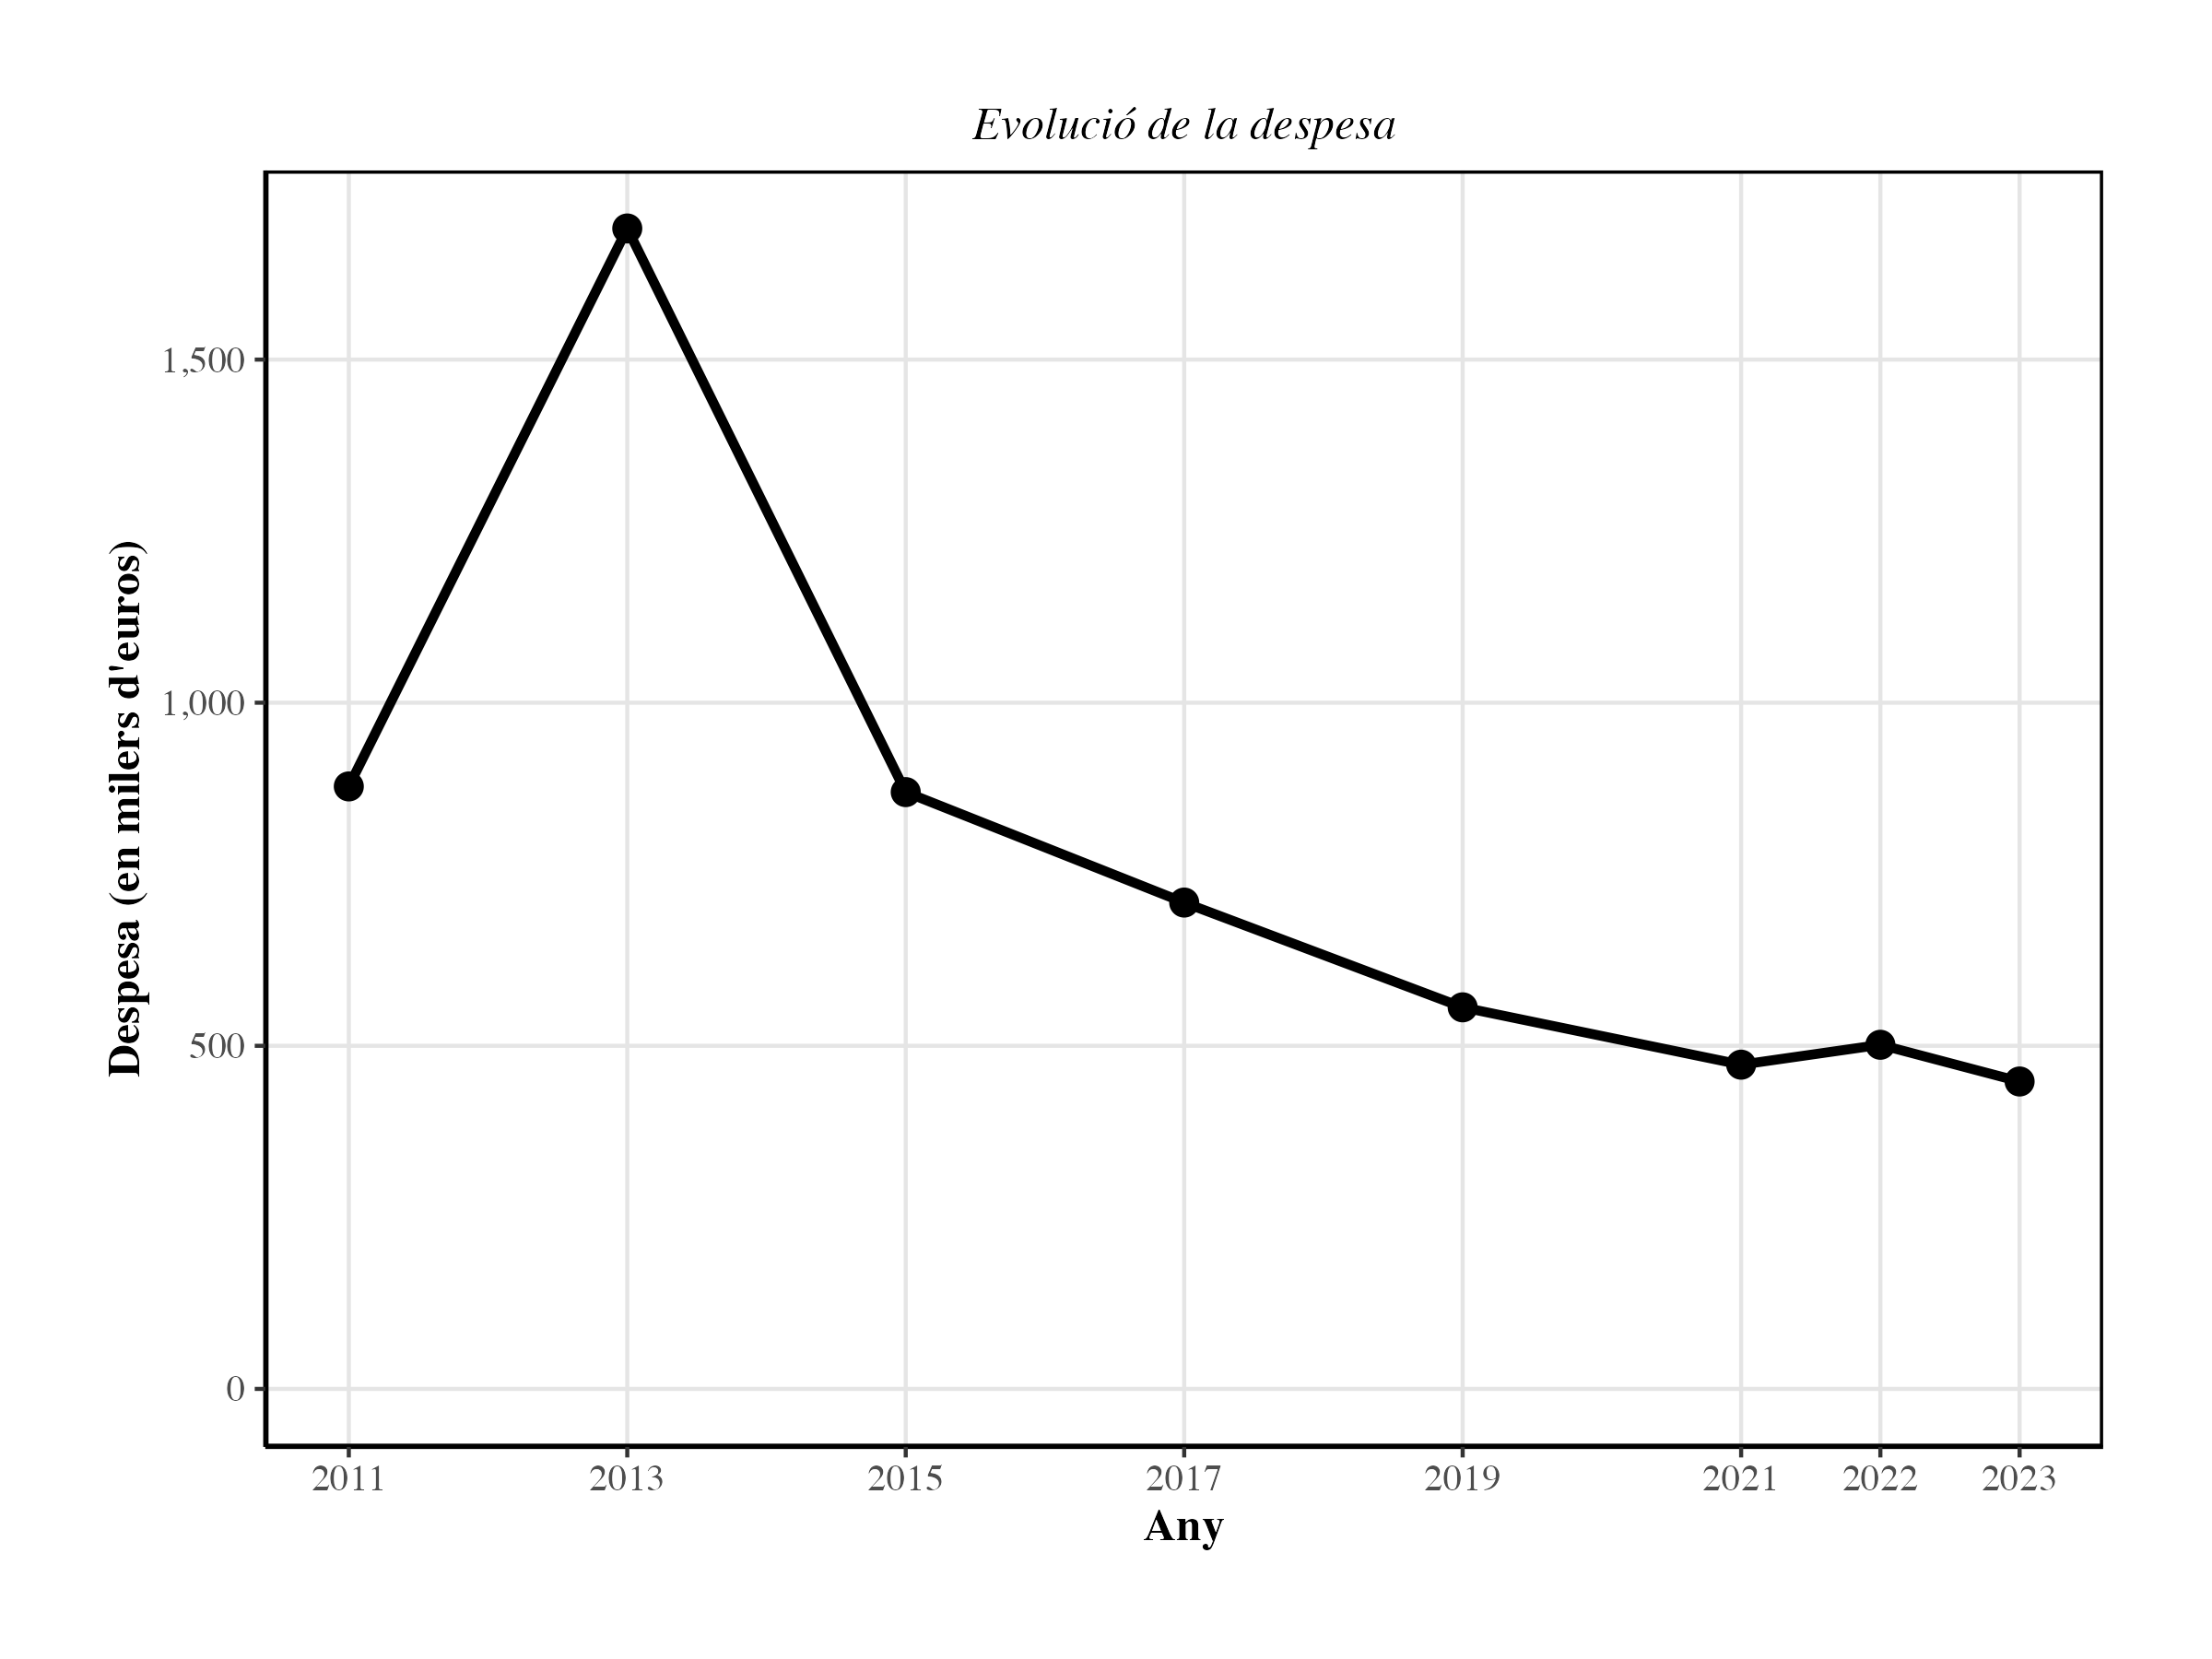 Evolució de la despesa
Despesa (en milers d'euros)
1,500
1,000
500
0
2011 2013 2015 2017 2019 2021 2022 2023
Any